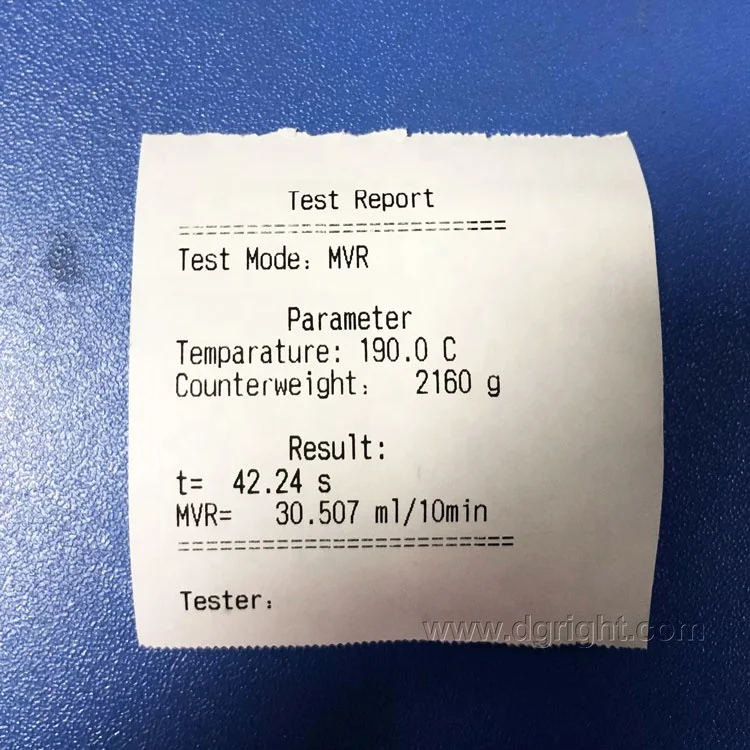 Test Report
==============================
Test Mode: MVR
Parameter
Temparature: 190.0 C
Counterweight: 2160 g
Result:
t= 42.24 s
MVR= 30.507 ml/10min
==============================
Tester:
www.dgright.com